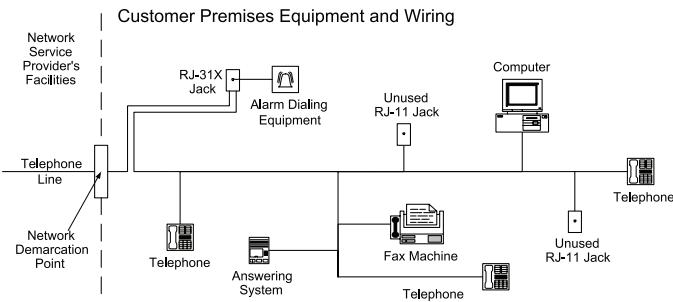 Customer Premises Equipment and Wiring
Network
Service
Provider's
Facilities
RJ-31X
Jack
Alarm Dialing
Equipment
Unused
RJ-11 Jack
Computer
Telephone
Line
Telephone
Network
Demarcation
Point
Telephone
Answering
System
Fax Machine
Telephone
Unused
RJ-11 Jack